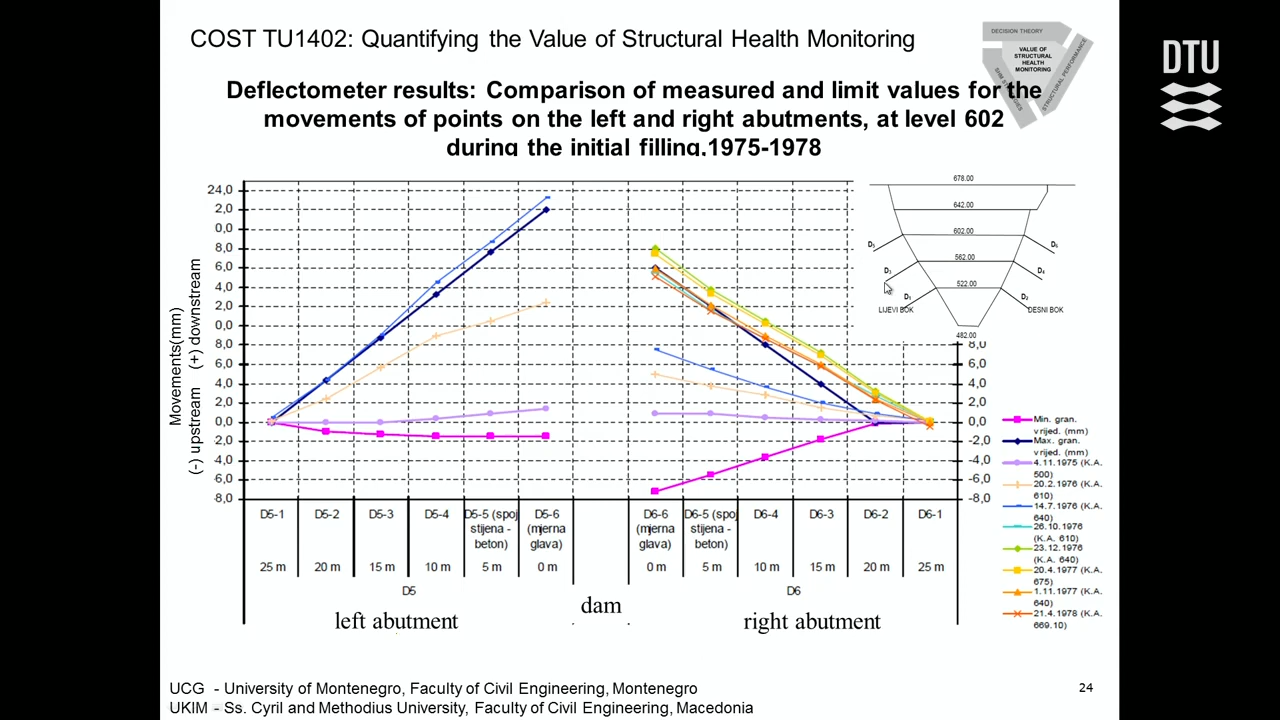 COST TU1402: Quantifying the Value of Structural Health Monitoring
DECISION THEORY
VALUE OF
STRUCTURAL
HEALTH
MONITORING
STRUCTURAL PERFORMANCE
DTU
Deflectometer results: Comparison of measured and limit values for the
movements of points on the left and right abutments, at level 602
during the initial filling,1975-1978
Movements(mm)
(-) upstream (+) downstream
24,0
2,0
0,0
8,0
6,0
4,0
2,0
0,0
8,0
6,0
4,0
2,0
0,0
2,0
4,0
6,0
8,0
678.00
642.00
602.00
562.00
522.00
482.00
D5
D6
D3
D4
D1
D2
LIJEVI BOK
DESNI BOK
8,0
6,0
4,0
2,0
0,0
-2,0
-4,0
-6,0
-8,0
Min. gran.
vrijed. (mm)
Max. gran.
vrijed. (mm)
4.11.1975 (K.A.
500)
20.2.1976 (K.A.
610)
14.7.1976 (K.A.
640)
26.10.1976
(K.A. 610)
23.12.1976
(K.A. 640)
20.4.1977 (K.A.
675)
1.11.1977 (K.A.
640)
21.4.1978 (K.A.
669.10)
D5-1 D5-2 D5-3 D5-4 D5-5 (spoj D5-6 D6-6 D6-5 (spoj D6-4 D6-3 D6-2 D6-1
stijena - (mjerna (mjerna stijena -
beton) glava) glava) beton)
25 m 20 m 15 m 10 m 5 m 0 m 0 m 5 m 10 m 15 m 20 m 25 m
D5 D6
left abutment dam right abutment
UCG - University of Montenegro, Faculty of Civil Engineering, Montenegro
UKIM - Ss. Cyril and Methodius University, Faculty of Civil Engineering, Macedonia
24